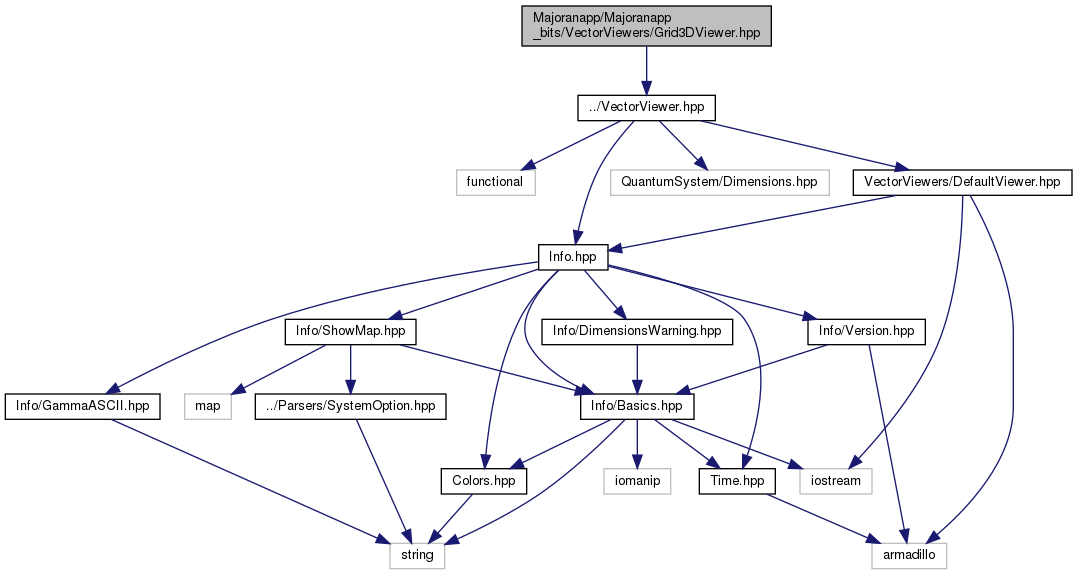 Majoranapp/Majoranapp
_bits/VectorViewers/Grid3DViewer.hpp
../VectorViewer.hpp
functional
QuantumSystem/Dimensions.hpp
VectorViewers/DefaultViewer.hpp
Info.hpp
Info/ShowMap.hpp
Info/DimensionsWarning.hpp
Info/Version.hpp
Info/GammaASCII.hpp
map
../Parsers/SystemOption.hpp
Info/Basics.hpp
Colors.hpp
iomanip
Time.hpp
iostream
string
armadillo